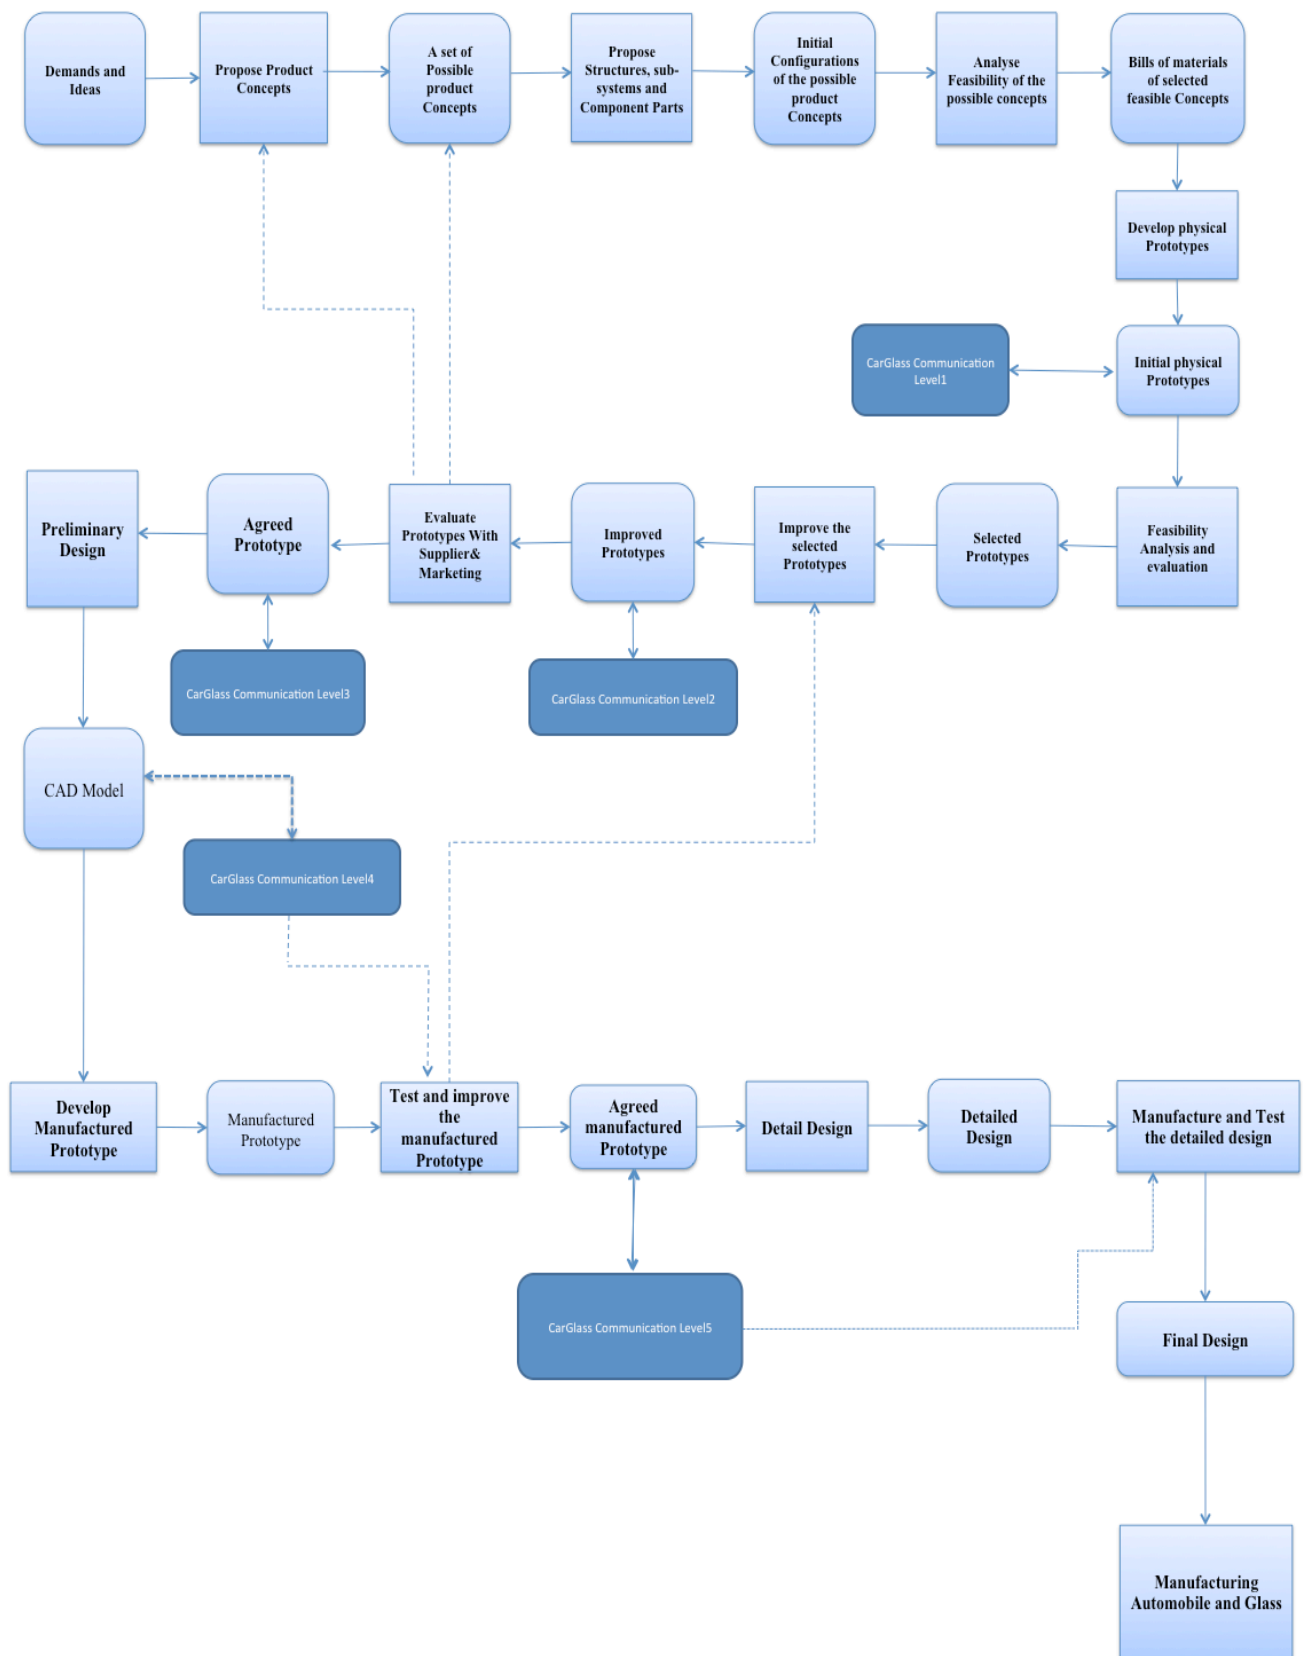 Demands and
Ideas
Propose Product
Concepts
A set of
Possible
product
Concepts
Propose
Structures, sub-
systems and
Component Parts
Initial
Configurations
of the possible
product
Concepts
Analyse
Feasibility of the
possible concepts
Bills of materials
of selected
feasible Concepts
Develop physical
Prototypes
CarGlass Communication
Level1
Initial physical
Prototypes
Preliminary
Design
Agreed
Prototype
Evaluate
Prototypes With
Supplier&
Marketing
Improved
Prototypes
Improve the
selected
Prototypes
Selected
Prototypes
Feasibility
Analysis and
evaluation
CarGlass Communication Level3
CarGlass Communication Level2
CAD Model
CarGlass Communication Level4
Develop
Manufactured
Prototype
Manufactured
Prototype
Test and improve
the
manufactured
Prototype
Agreed
manufactured
Prototype
Detail Design
Detailed
Design
Manufacture and Test
the detailed design
CarGlass Communication Level5
Final Design
Manufacturing
Automobile and Glass